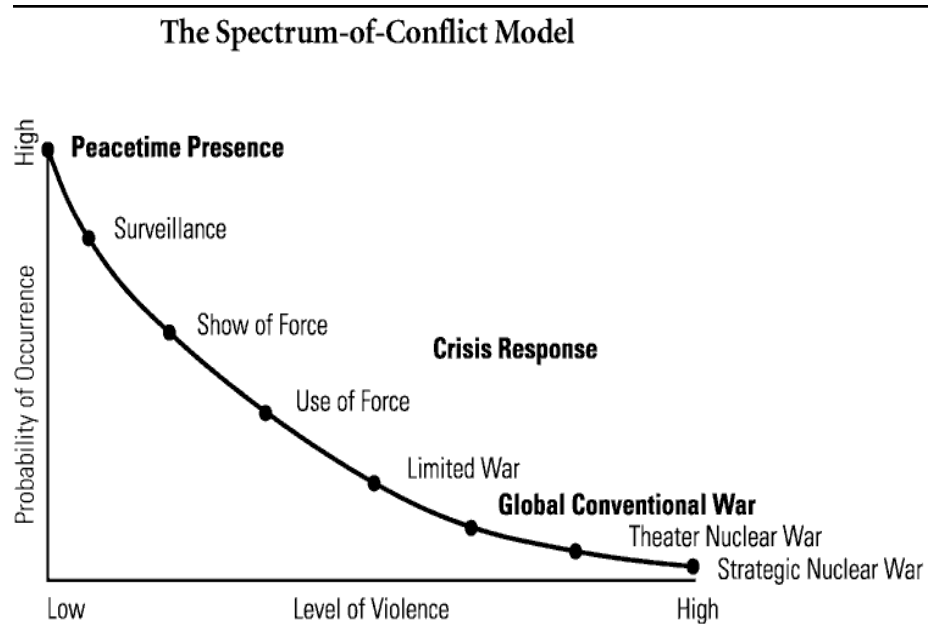 The Spectrum-of-Conflict Model
High
Peacetime Presence
Surveillance
Show of Force
Crisis Response
Use of Force
Limited War
Global Conventional War
Theater Nuclear War
Strategic Nuclear War
Probability of Occurrence
Low
Level of Violence
High